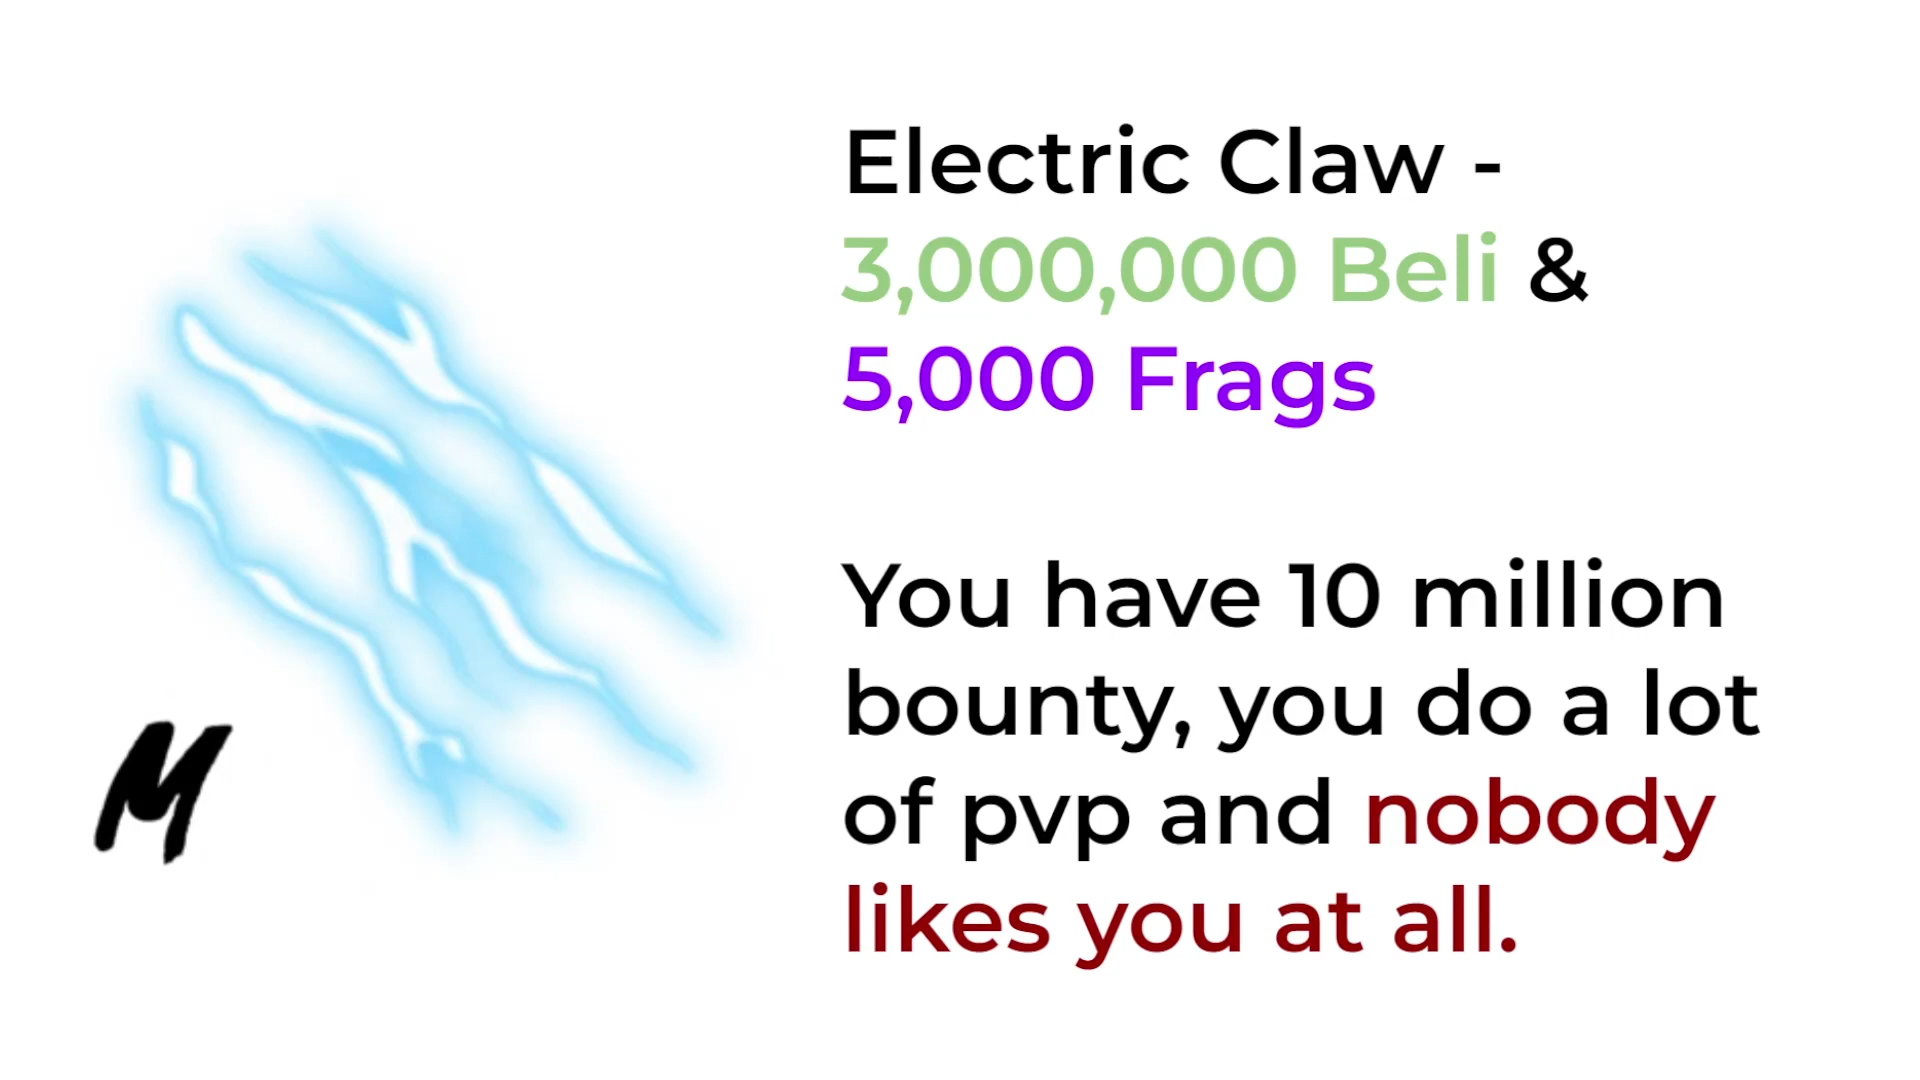 Electric Claw -
3,000,000 Beli &
5,000 Frags
You have 10 million
bounty, you do a lot
of pvp and nobody
likes you at all.
M